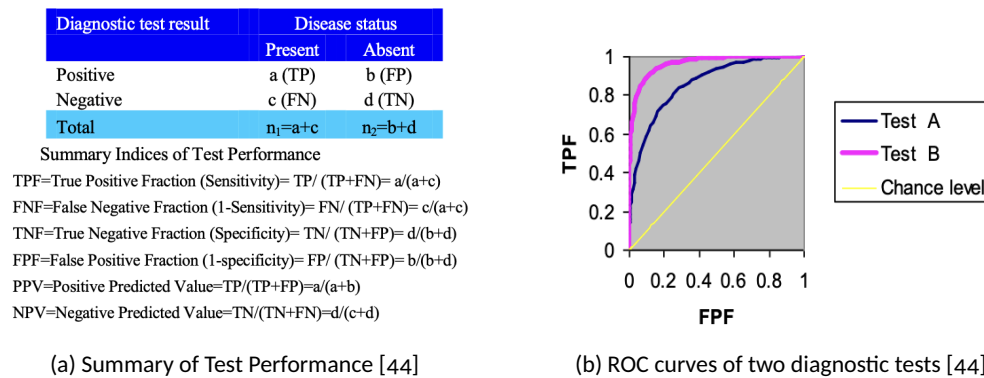 Diagnostic test result Disease status
Present Absent
Positive a (TP) b (FP)
Negative c (FN) d (TN)
Total n₁=a+c n₂=b+d
Summary Indices of Test Performance
TPF=True Positive Fraction (Sensitivity)= TP/ (TP+FN)= a/(a+c)
FNF=False Negative Fraction (1-Sensitivity)= FN/ (TP+FN)= c/(a+c)
TNF=True Negative Fraction (Specificity)= TN/ (TN+FP)= d/(b+d)
FPF=False Positive Fraction (1-specificity)= FP/ (TN+FP)= b/(b+d)
PPV=Positive Predicted Value=TP/(TP+FP)=a/(a+b)
NPV=Negative Predicted Value=TN/(TN+FN)=d/(c+d)
(a) Summary of Test Performance [44]
1
0.8
0.6
0.4
0.2
0
TPF
0 0.2 0.4 0.6 0.8 1
FPF
Test A
Test B
Chance level
(b) ROC curves of two diagnostic tests [44]